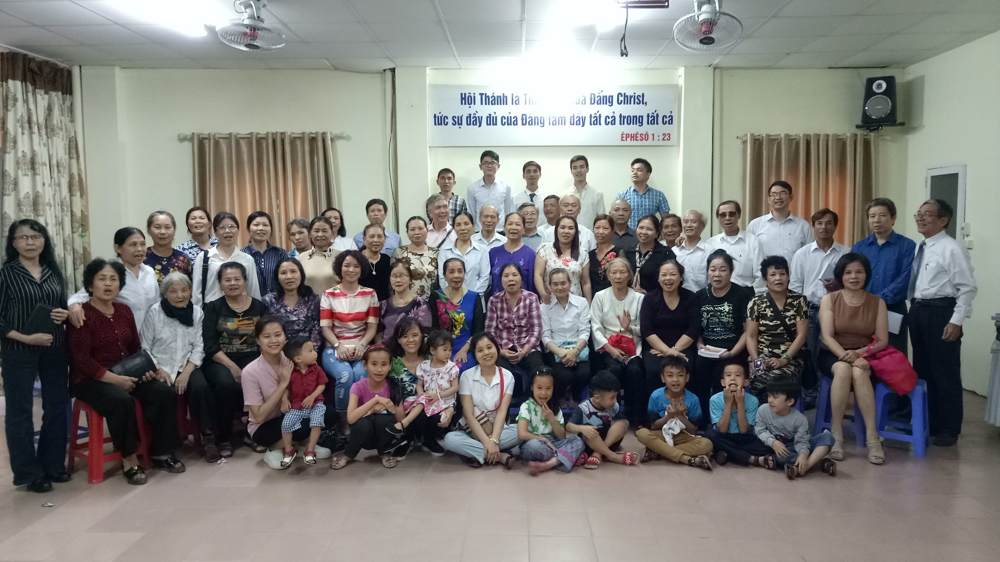 Hội Thánh là của Đấng Christ,
tức sự đầy đủ của Đấng làm đầy tất cả trong tất cả
ÊPHÊSÔ 1 : 23
PHILIPPIN